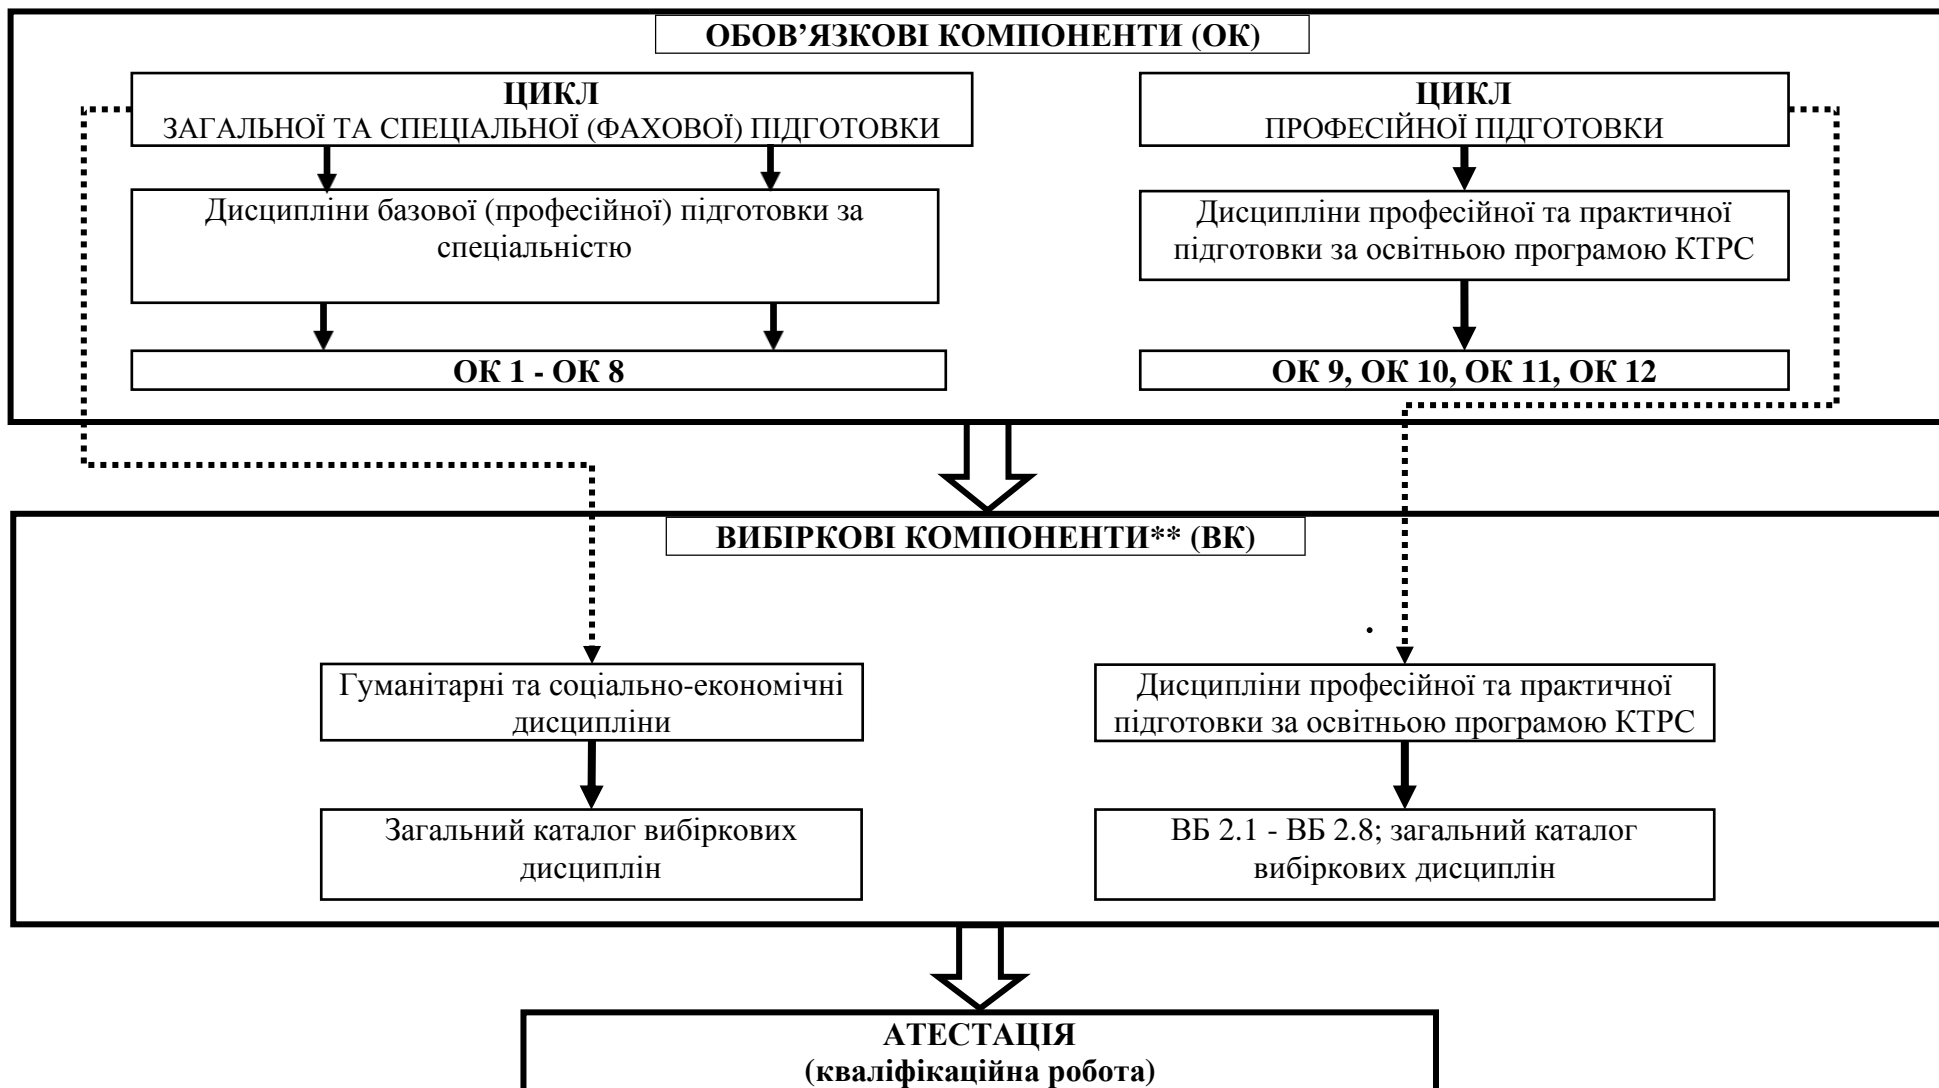 ОБОВ’ЯЗКОВІ КОМПОНЕНТИ (ОК)
ЦИКЛ
ЗАГАЛЬНОЇ ТА СПЕЦІАЛЬНОЇ (ФАХОВОЇ) ПІДГОТОВКИ
ЦИКЛ
ПРОФЕСІЙНОЇ ПІДГОТОВКИ
Дисципліни базової (професійної) підготовки за
спеціальністю
Дисципліни професійної та практичної
підготовки за освітньою програмою КТРС
ОК 1 - ОК 8
ОК 9, ОК 10, ОК 11, ОК 12
ВИБІРКОВІ КОМПОНЕНТИ** (ВК)
.
Гуманітарні та соціально-економічні
дисципліни
Дисципліни професійної та практичної
підготовки за освітньою програмою КТРС
Загальний каталог вибіркових
дисциплін
ВБ 2.1 - ВБ 2.8; загальний каталог
вибіркових дисциплін
АТЕСТАЦІЯ
(кваліфікаційна робота)